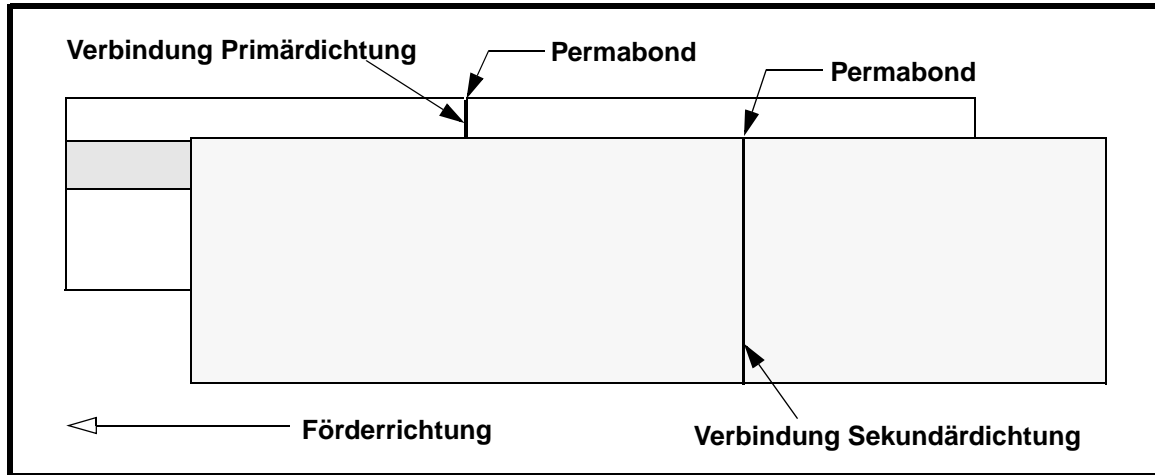 Verbindung Primärdichtung
Permabond
Permabond
Förderrichtung
Verbindung Sekundärdichtung